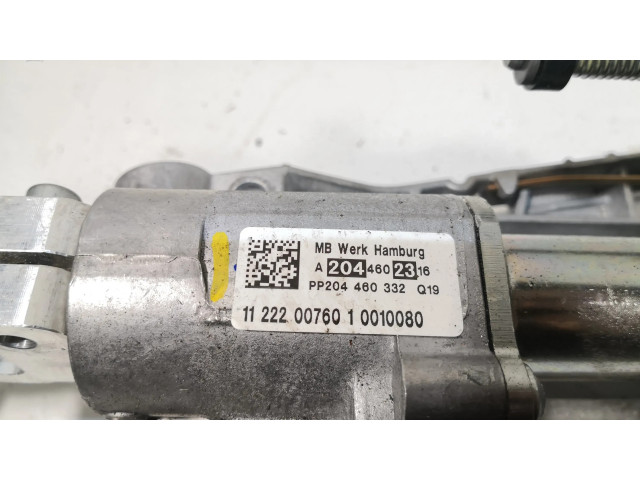 MB Werk Hamburg
A 204 460 23 16
PP204 460 332 Q19
11 222 00760 1 0010080